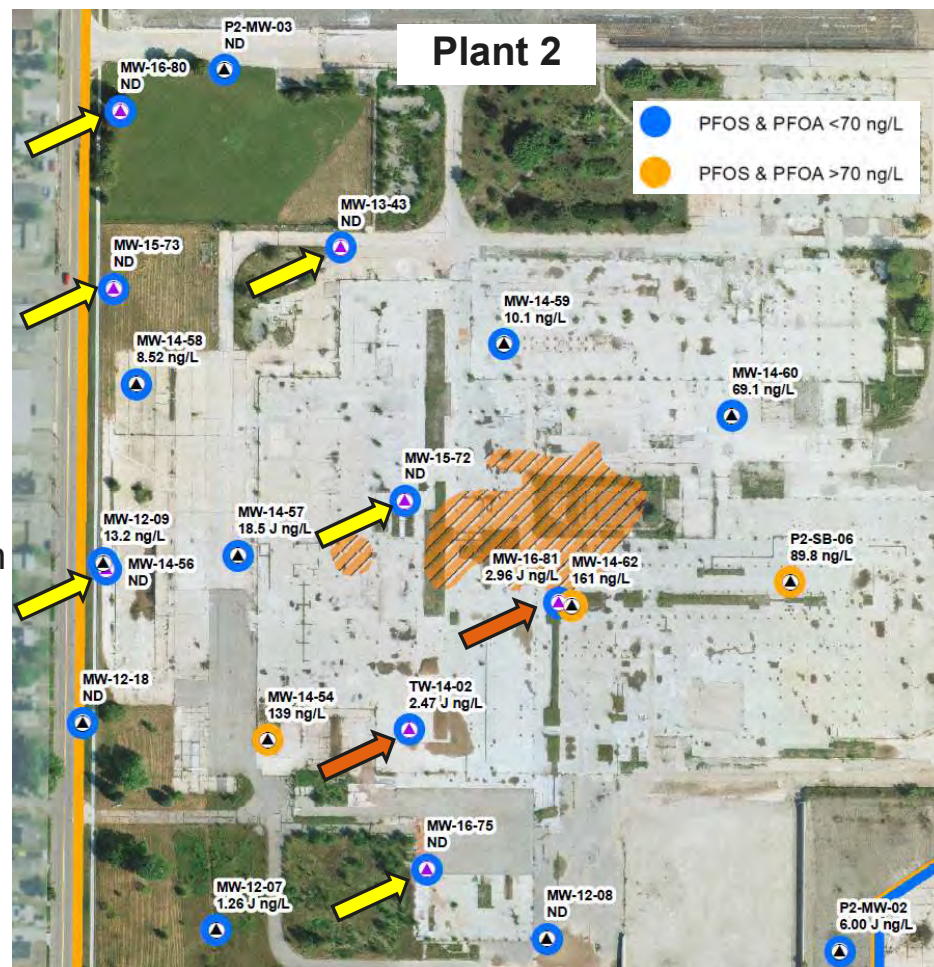 P2-MW-03
ND
Plant 2
MW-16-80
ND
PFOS & PFOA <70 ng/L
PFOS & PFOA >70 ng/L
MW-13-43
ND
MW-15-73
ND
MW-14-59
10.1 ng/L
MW-14-58
8.52 ng/L
MW-14-60
69.1 ng/L
MW-15-72
ND
MW-12-09
13.2 ng/L
MW-14-57
18.5 J ng/L
MW-14-56
ND
MW-16-81
2.96 J ng/L
MW-14-62
161 ng/L
P2-SB-06
89.8 ng/L
MW-12-18
ND
MW-14-54
139 ng/L
TW-14-02
2.47 J ng/L
MW-16-75
ND
MW-12-07
1.26 J ng/L
MW-12-08
ND
P2-MW-02
6.00 J ng/L